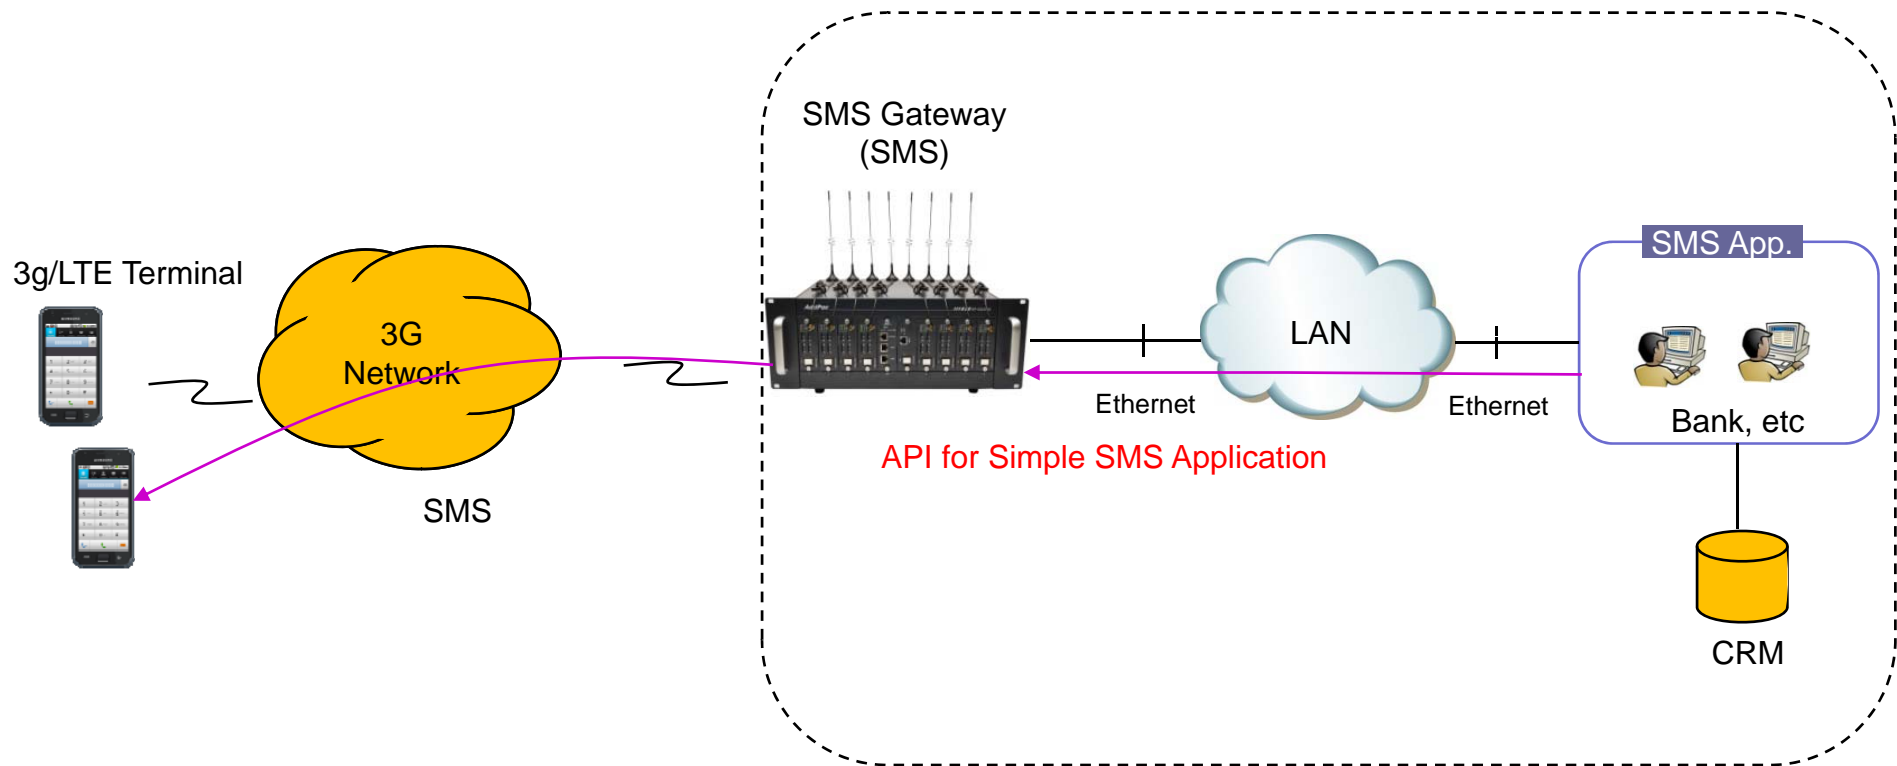 SMS Gateway
(SMS)
3g/LTE Terminal
SMS App.
3G
Network
LAN
Ethernet
Ethernet
Bank, etc
API for Simple SMS Application
SMS
CRM